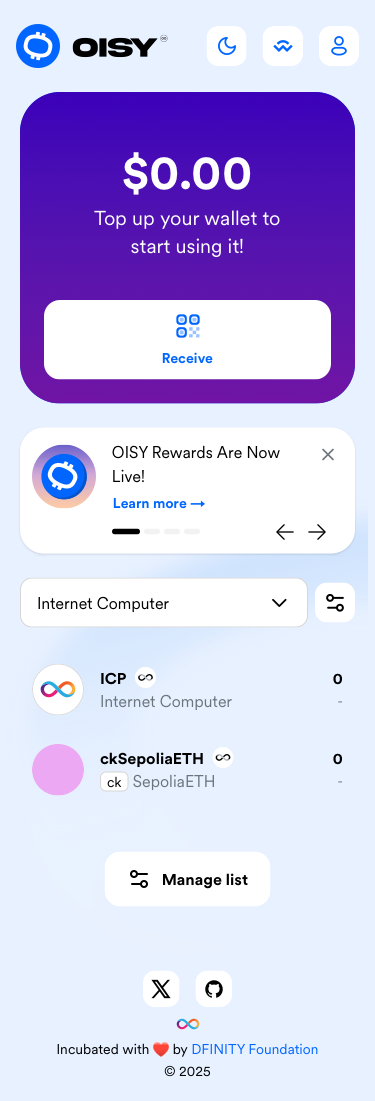 OISY
$0.00
Top up your wallet to
start using it!
Receive
OISY Rewards Are Now
Live!
Learn more →
Internet Computer
ICP 0
Internet Computer -
ckSepoliaETH 0
ck SepoliaETH -
Manage list
Incubated with ❤️ by DFINITY Foundation
© 2025